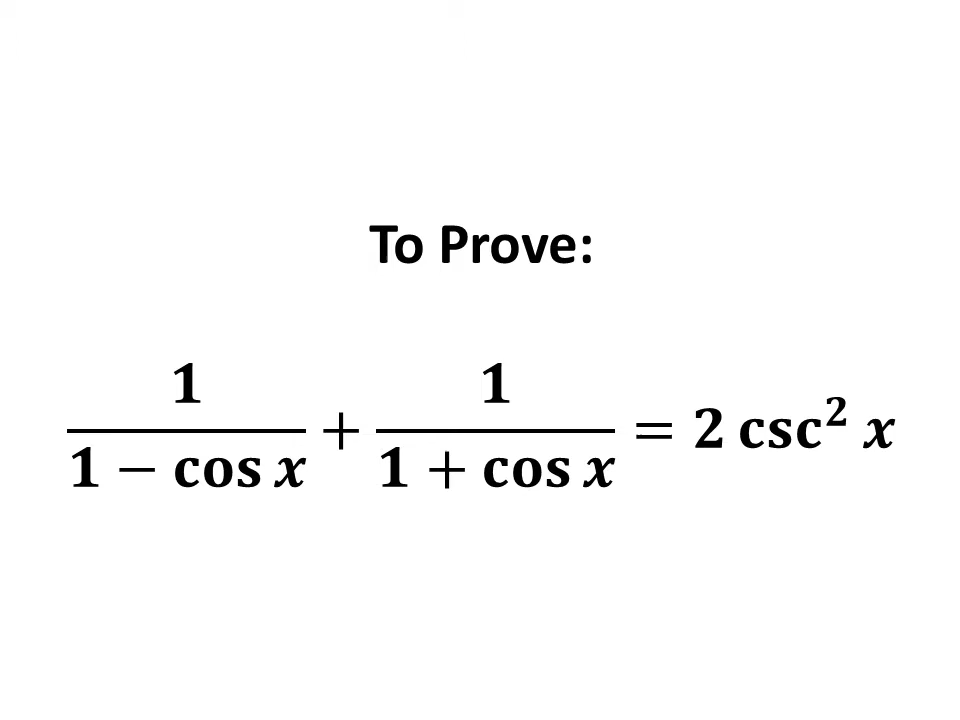 To Prove:
1/(1 − cos x) + 1/(1 + cos x) = 2 csc² x